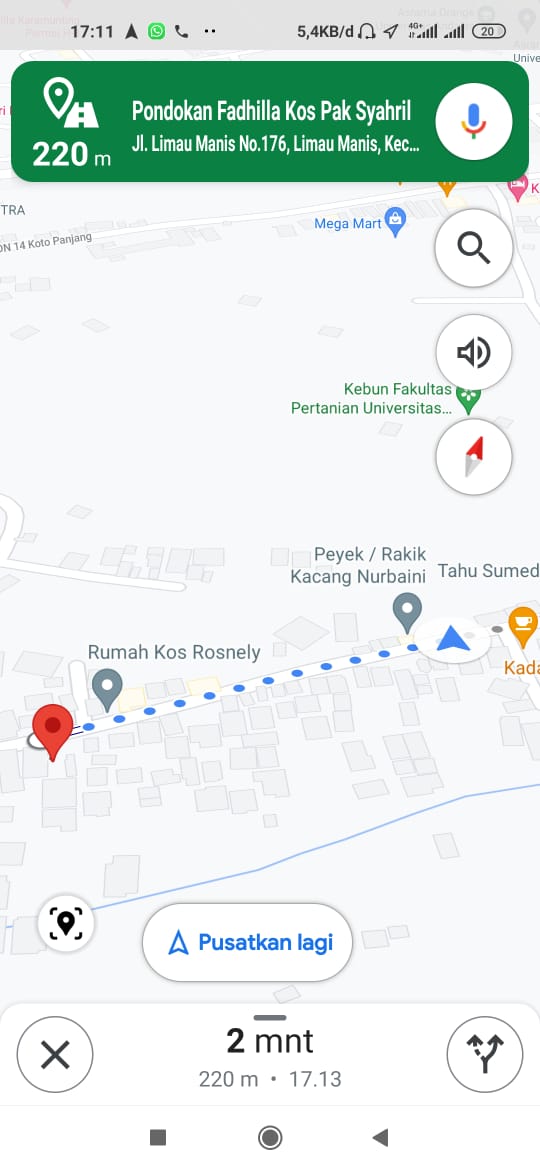 17:11
5,4KB/d
4G+
20
Pondokan Fadhilla Kos Pak Syahril
220 m
Jl. Limau Manis No.176, Limau Manis, Kec...
TRA
Mega Mart
K
DN 14 Koto Panjang
Kebun Fakultas
Pertanian Universitas...
Peyek / Rakik
Kacang Nurbaini
Tahu Sumed
Rumah Kos Rosnely
Kada
Pusatkan lagi
2 mnt
220 m • 17.13